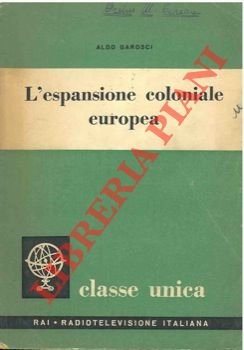 ALDO GAROSCI
L'espansione coloniale
europea
LIBRERIA PIANI
classe unica
RAI • RADIOTELEVISIONE ITALIANA